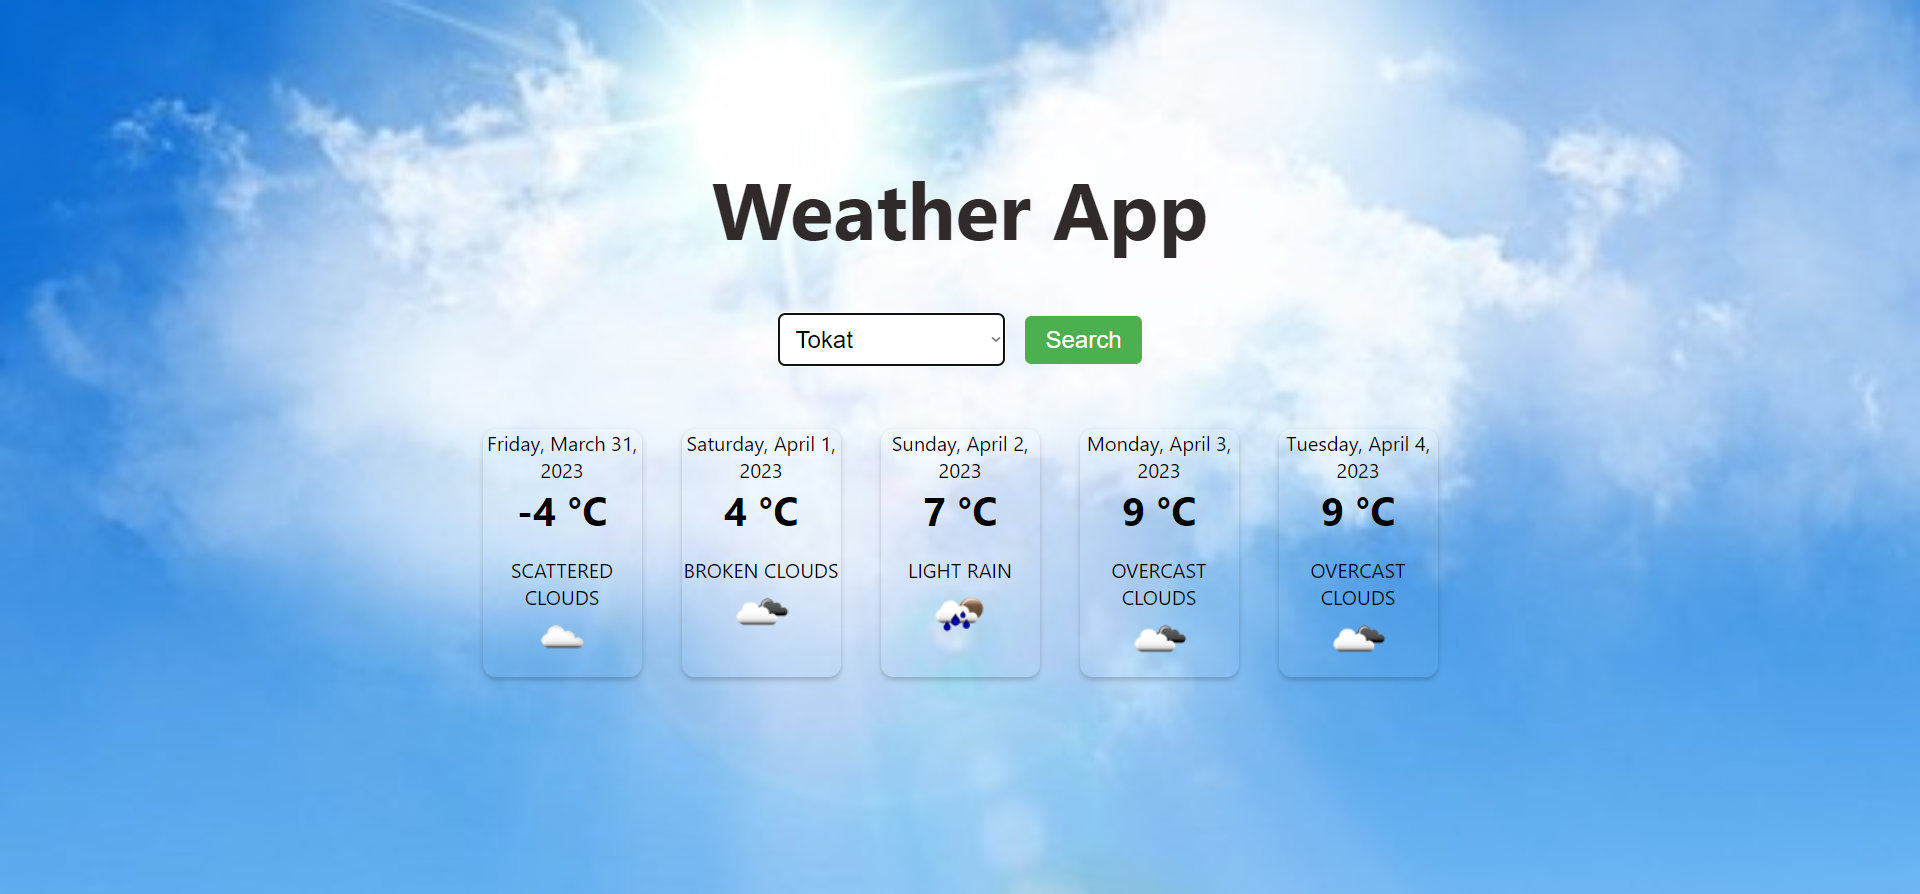 Weather App
Tokat
Search
Friday, March 31,
2023
-4 °C
SCATTERED
CLOUDS
Saturday, April 1,
2023
4 °C
BROKEN CLOUDS
Sunday, April 2,
2023
7 °C
LIGHT RAIN
Monday, April 3,
2023
9 °C
OVERCAST
CLOUDS
Tuesday, April 4,
2023
9 °C
OVERCAST
CLOUDS